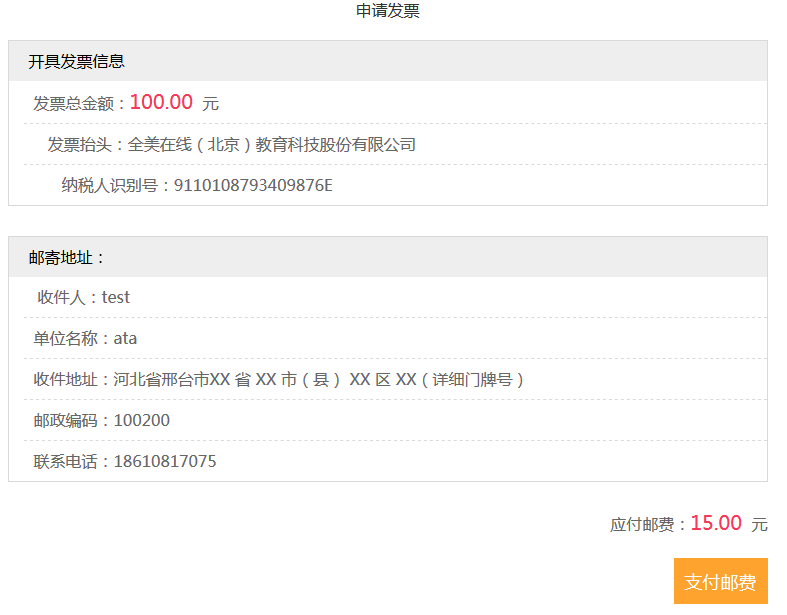 申请发票
开具发票信息
发票总金额：100.00 元
发票抬头：全美在线（北京）教育科技股份有限公司
纳税人识别号：9110108793409876E
邮寄地址：
收件人：test
单位名称：ata
收件地址：河北省邢台市XX 省 XX 市（县） XX 区 XX（详细门牌号）
邮政编码：100200
联系电话：18610817075
应付邮费：15.00 元
支付邮费